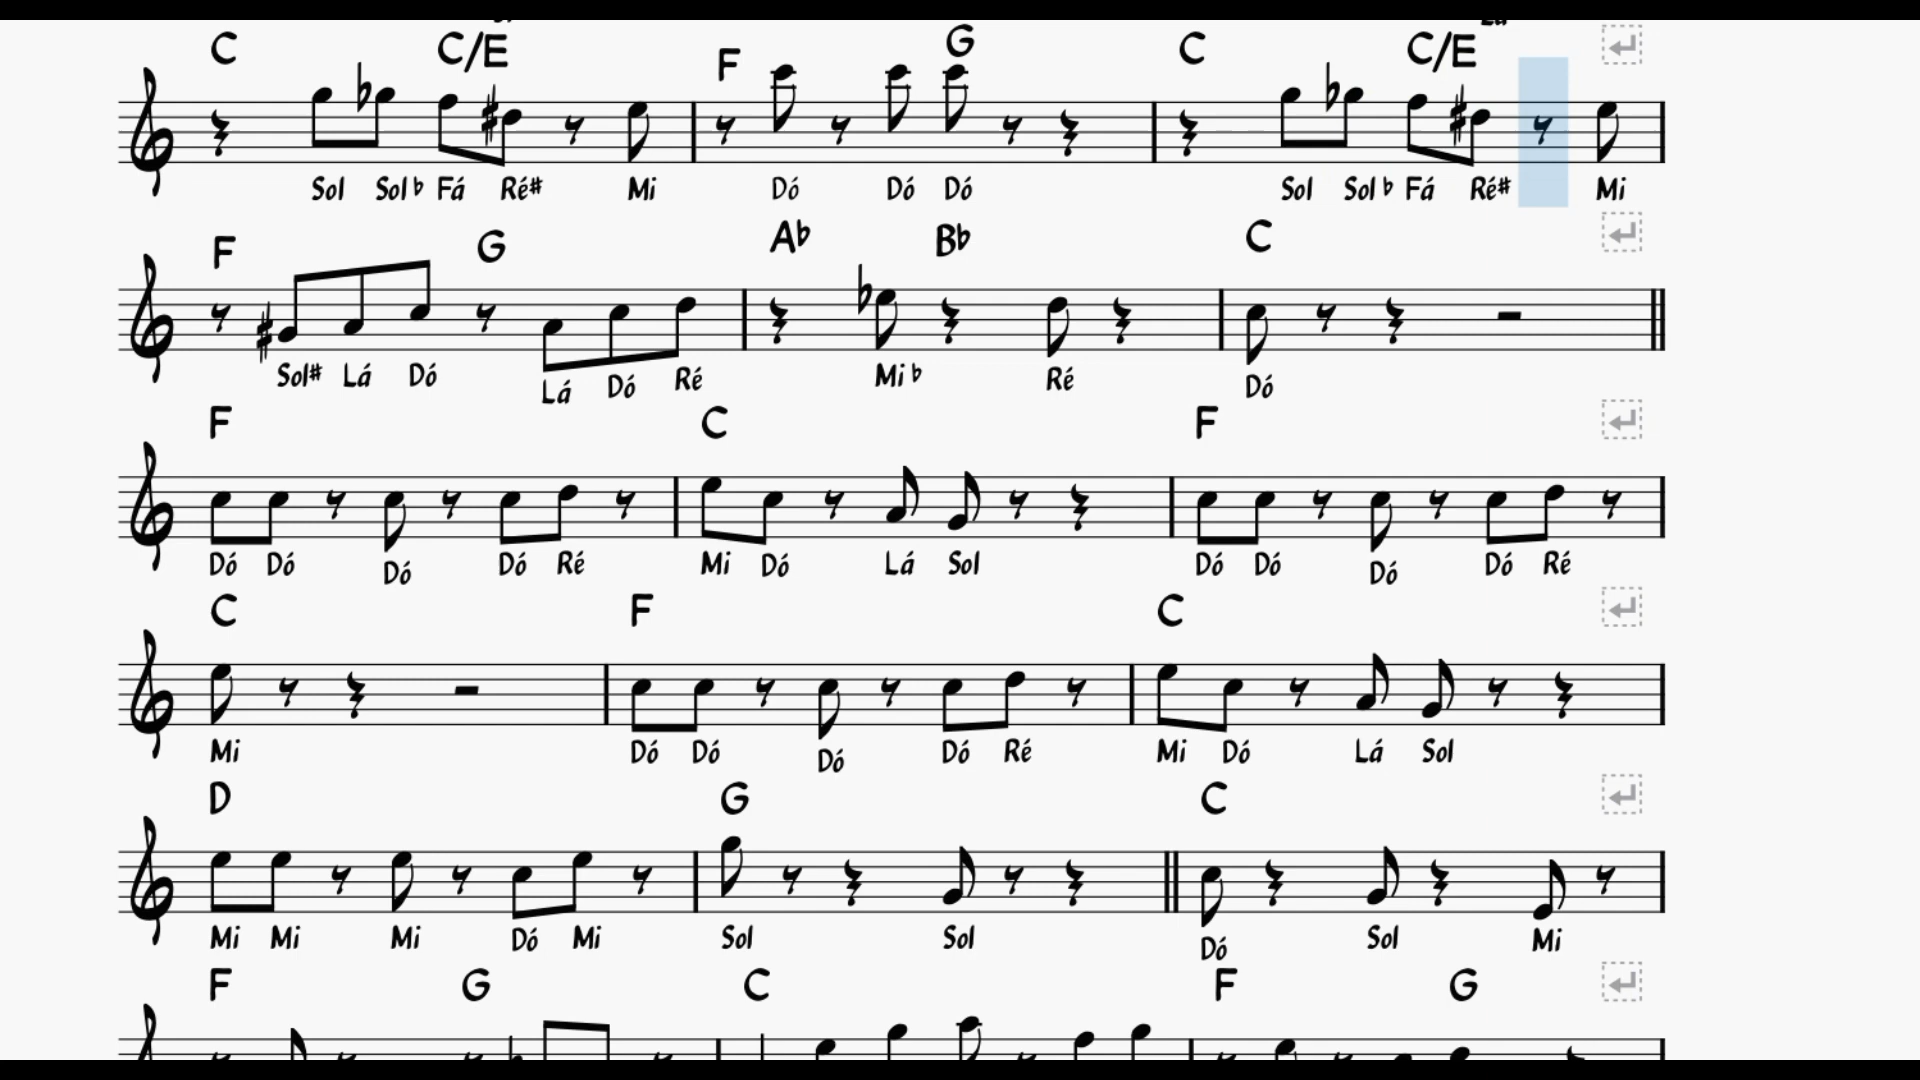 C C/E F G C C/E
Sol Sol♭ Fá Ré# Mi Dó Dó Dó Sol Sol♭ Fá Ré# Mi
F G A♭ B♭ C
Sol# Lá Dó Lá Dó Ré Mi♭ Ré Dó
F C F
Dó Dó Dó Dó Ré Mi Dó Lá Sol Dó Dó Dó Dó Ré
C F C
Mi Dó Dó Dó Dó Ré Mi Dó Lá Sol
D G C
Mi Mi Mi Dó Mi Sol Sol Dó Sol Mi
F G C F G